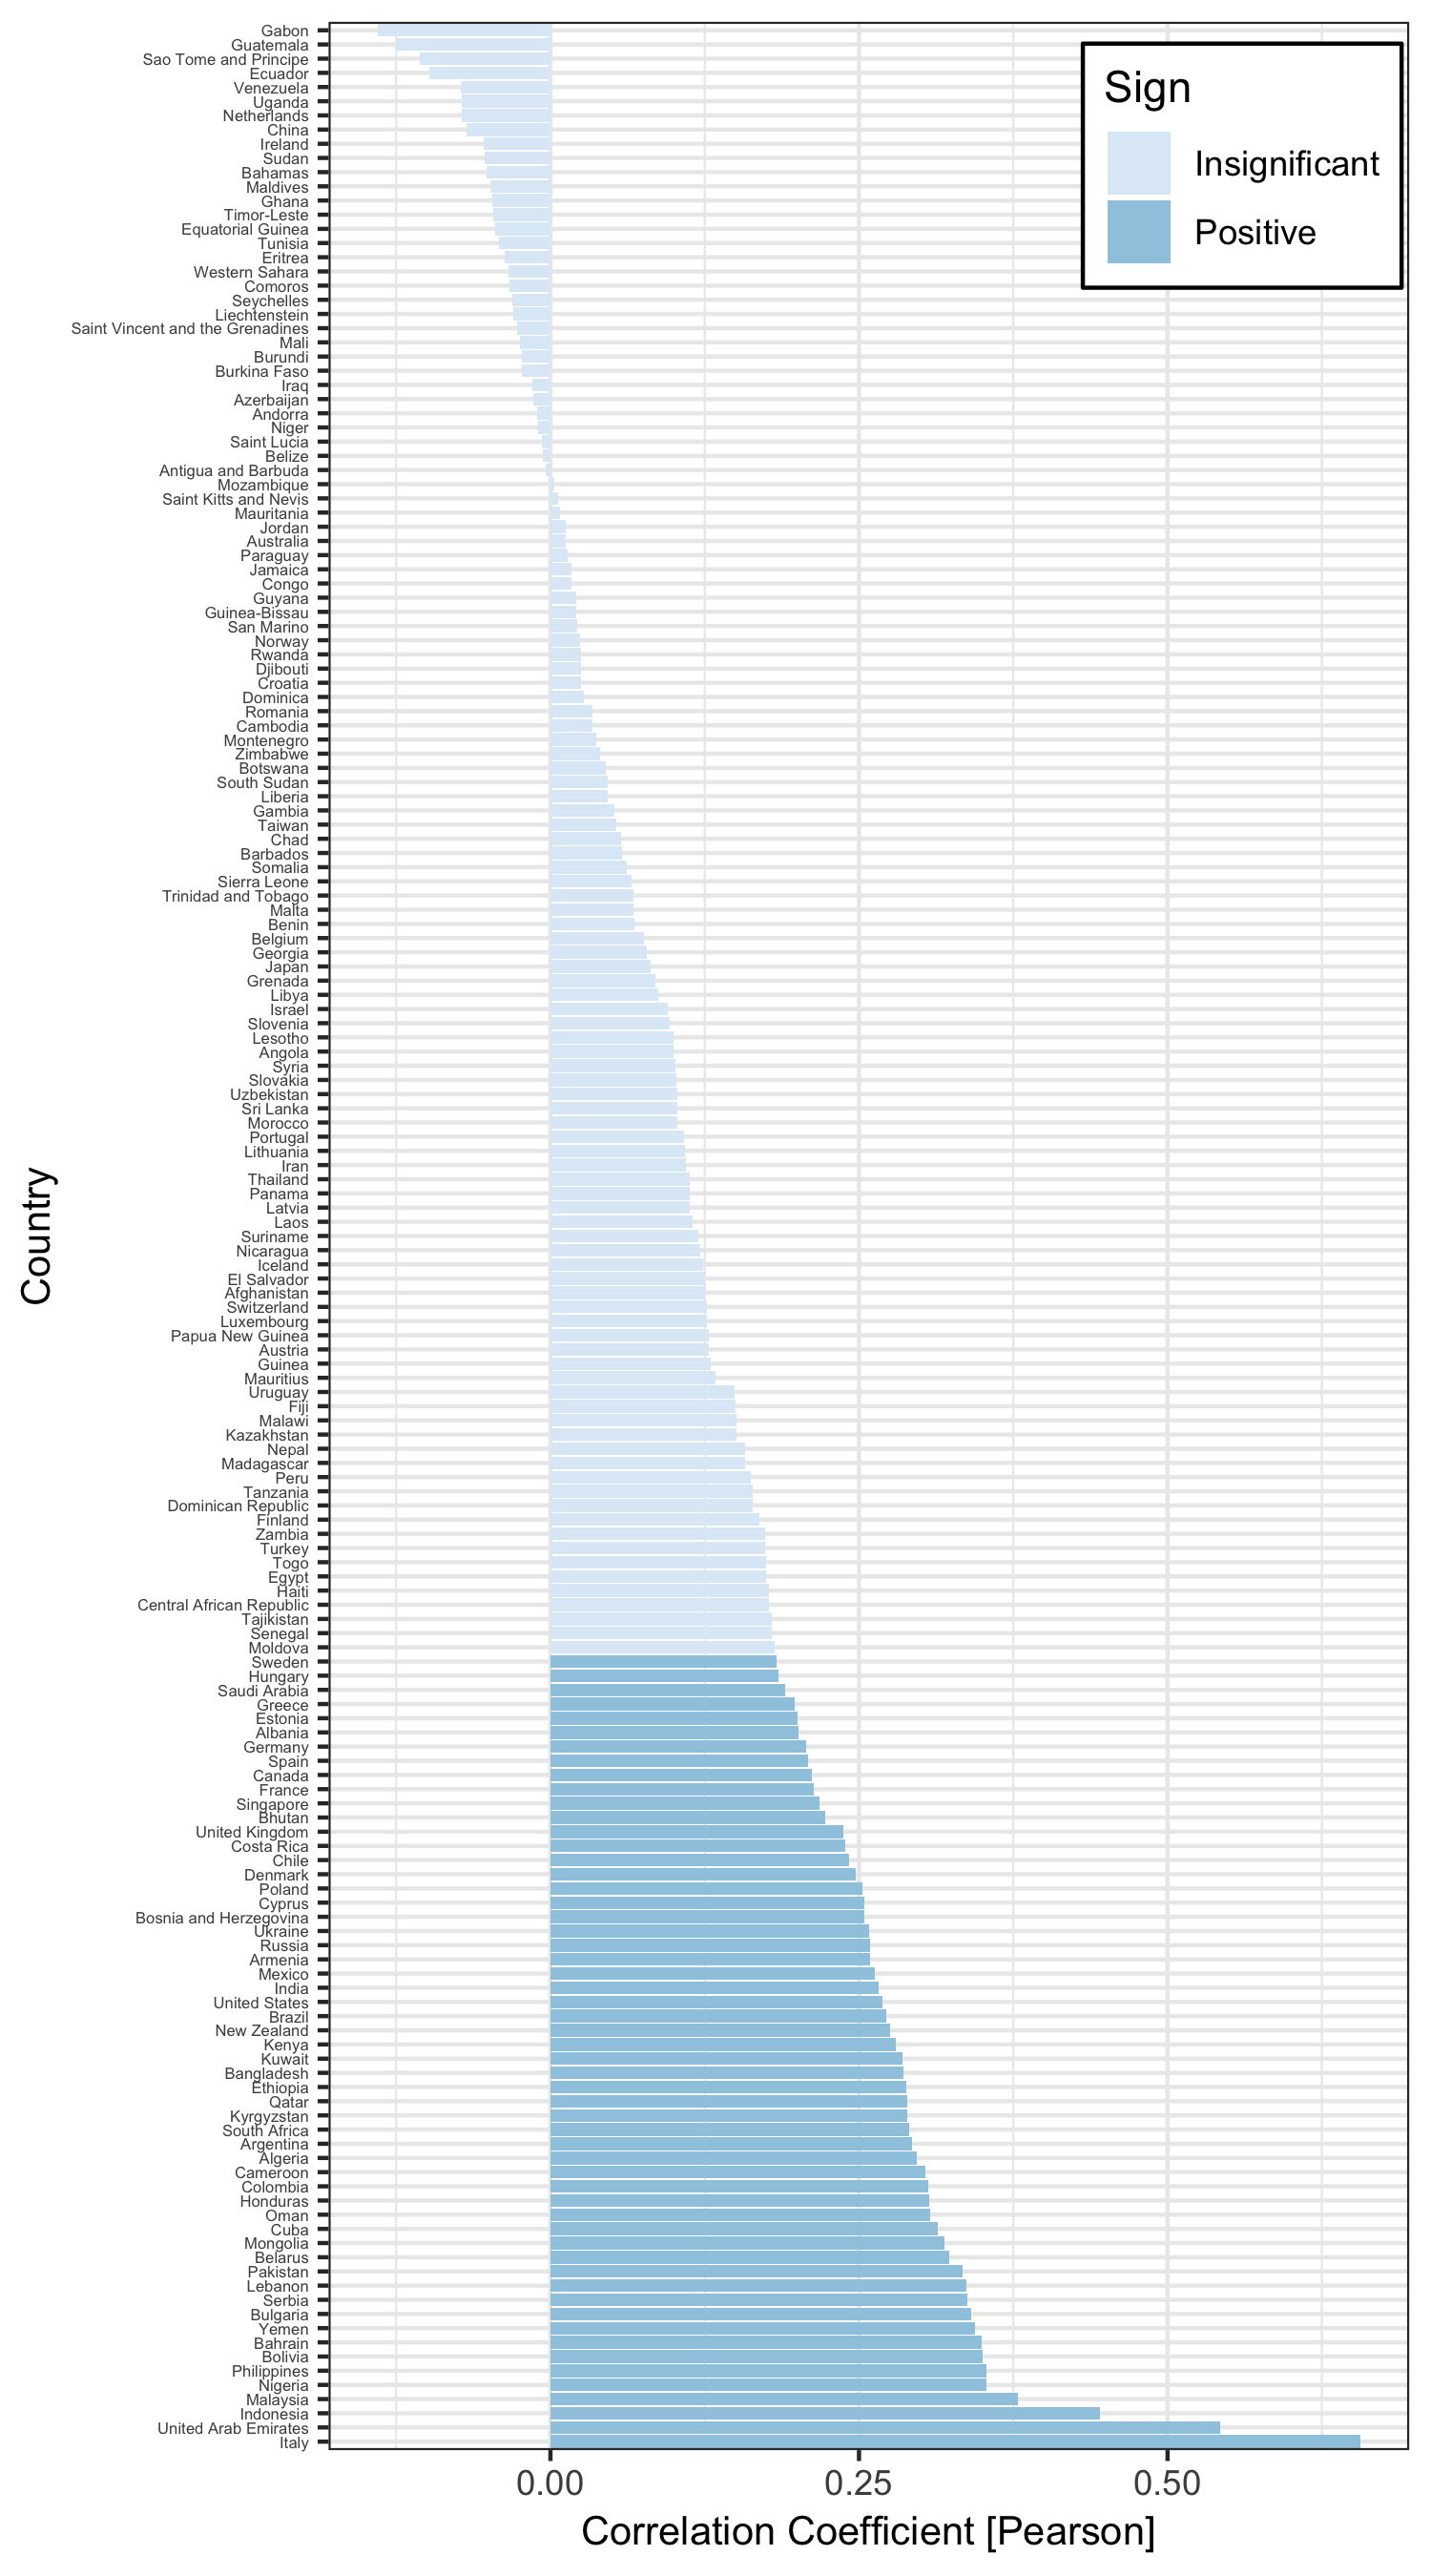 Gabon
Guatemala
Sao Tome and Principe
Ecuador
Venezuela
Uganda
Netherlands
China
Ireland
Sudan
Bahamas
Maldives
Ghana
Timor-Leste
Equatorial Guinea
Tunisia
Eritrea
Western Sahara
Comoros
Seychelles
Liechtenstein
Saint Vincent and the Grenadines
Mali
Burundi
Burkina Faso
Iraq
Azerbaijan
Andorra
Niger
Saint Lucia
Belize
Antigua and Barbuda
Mozambique
Saint Kitts and Nevis
Mauritania
Jordan
Australia
Paraguay
Jamaica
Congo
Guyana
Guinea-Bissau
San Marino
Norway
Rwanda
Djibouti
Croatia
Dominica
Romania
Cambodia
Montenegro
Zimbabwe
Botswana
South Sudan
Liberia
Gambia
Taiwan
Chad
Barbados
Somalia
Sierra Leone
Trinidad and Tobago
Malta
Benin
Belgium
Georgia
Japan
Grenada
Libya
Israel
Slovenia
Lesotho
Angola
Syria
Slovakia
Uzbekistan
Sri Lanka
Morocco
Portugal
Lithuania
Iran
Thailand
Panama
Latvia
Laos
Suriname
Nicaragua
Iceland
El Salvador
Afghanistan
Switzerland
Luxembourg
Papua New Guinea
Austria
Guinea
Mauritius
Uruguay
Fiji
Malawi
Kazakhstan
Nepal
Madagascar
Peru
Tanzania
Dominican Republic
Finland
Zambia
Turkey
Togo
Egypt
Haiti
Central African Republic
Tajikistan
Senegal
Moldova
Sweden
Hungary
Saudi Arabia
Greece
Estonia
Albania
Germany
Spain
Canada
France
Singapore
Bhutan
United Kingdom
Costa Rica
Chile
Denmark
Poland
Cyprus
Bosnia and Herzegovina
Ukraine
Russia
Armenia
Mexico
India
United States
Brazil
New Zealand
Kenya
Kuwait
Bangladesh
Ethiopia
Qatar
Kyrgyzstan
South Africa
Argentina
Algeria
Cameroon
Colombia
Honduras
Oman
Cuba
Mongolia
Belarus
Pakistan
Lebanon
Serbia
Bulgaria
Yemen
Bahrain
Bolivia
Philippines
Nigeria
Malaysia
Indonesia
United Arab Emirates
Italy
Country
0.00 0.25 0.50
Correlation Coefficient [Pearson]
Sign
Insignificant
Positive